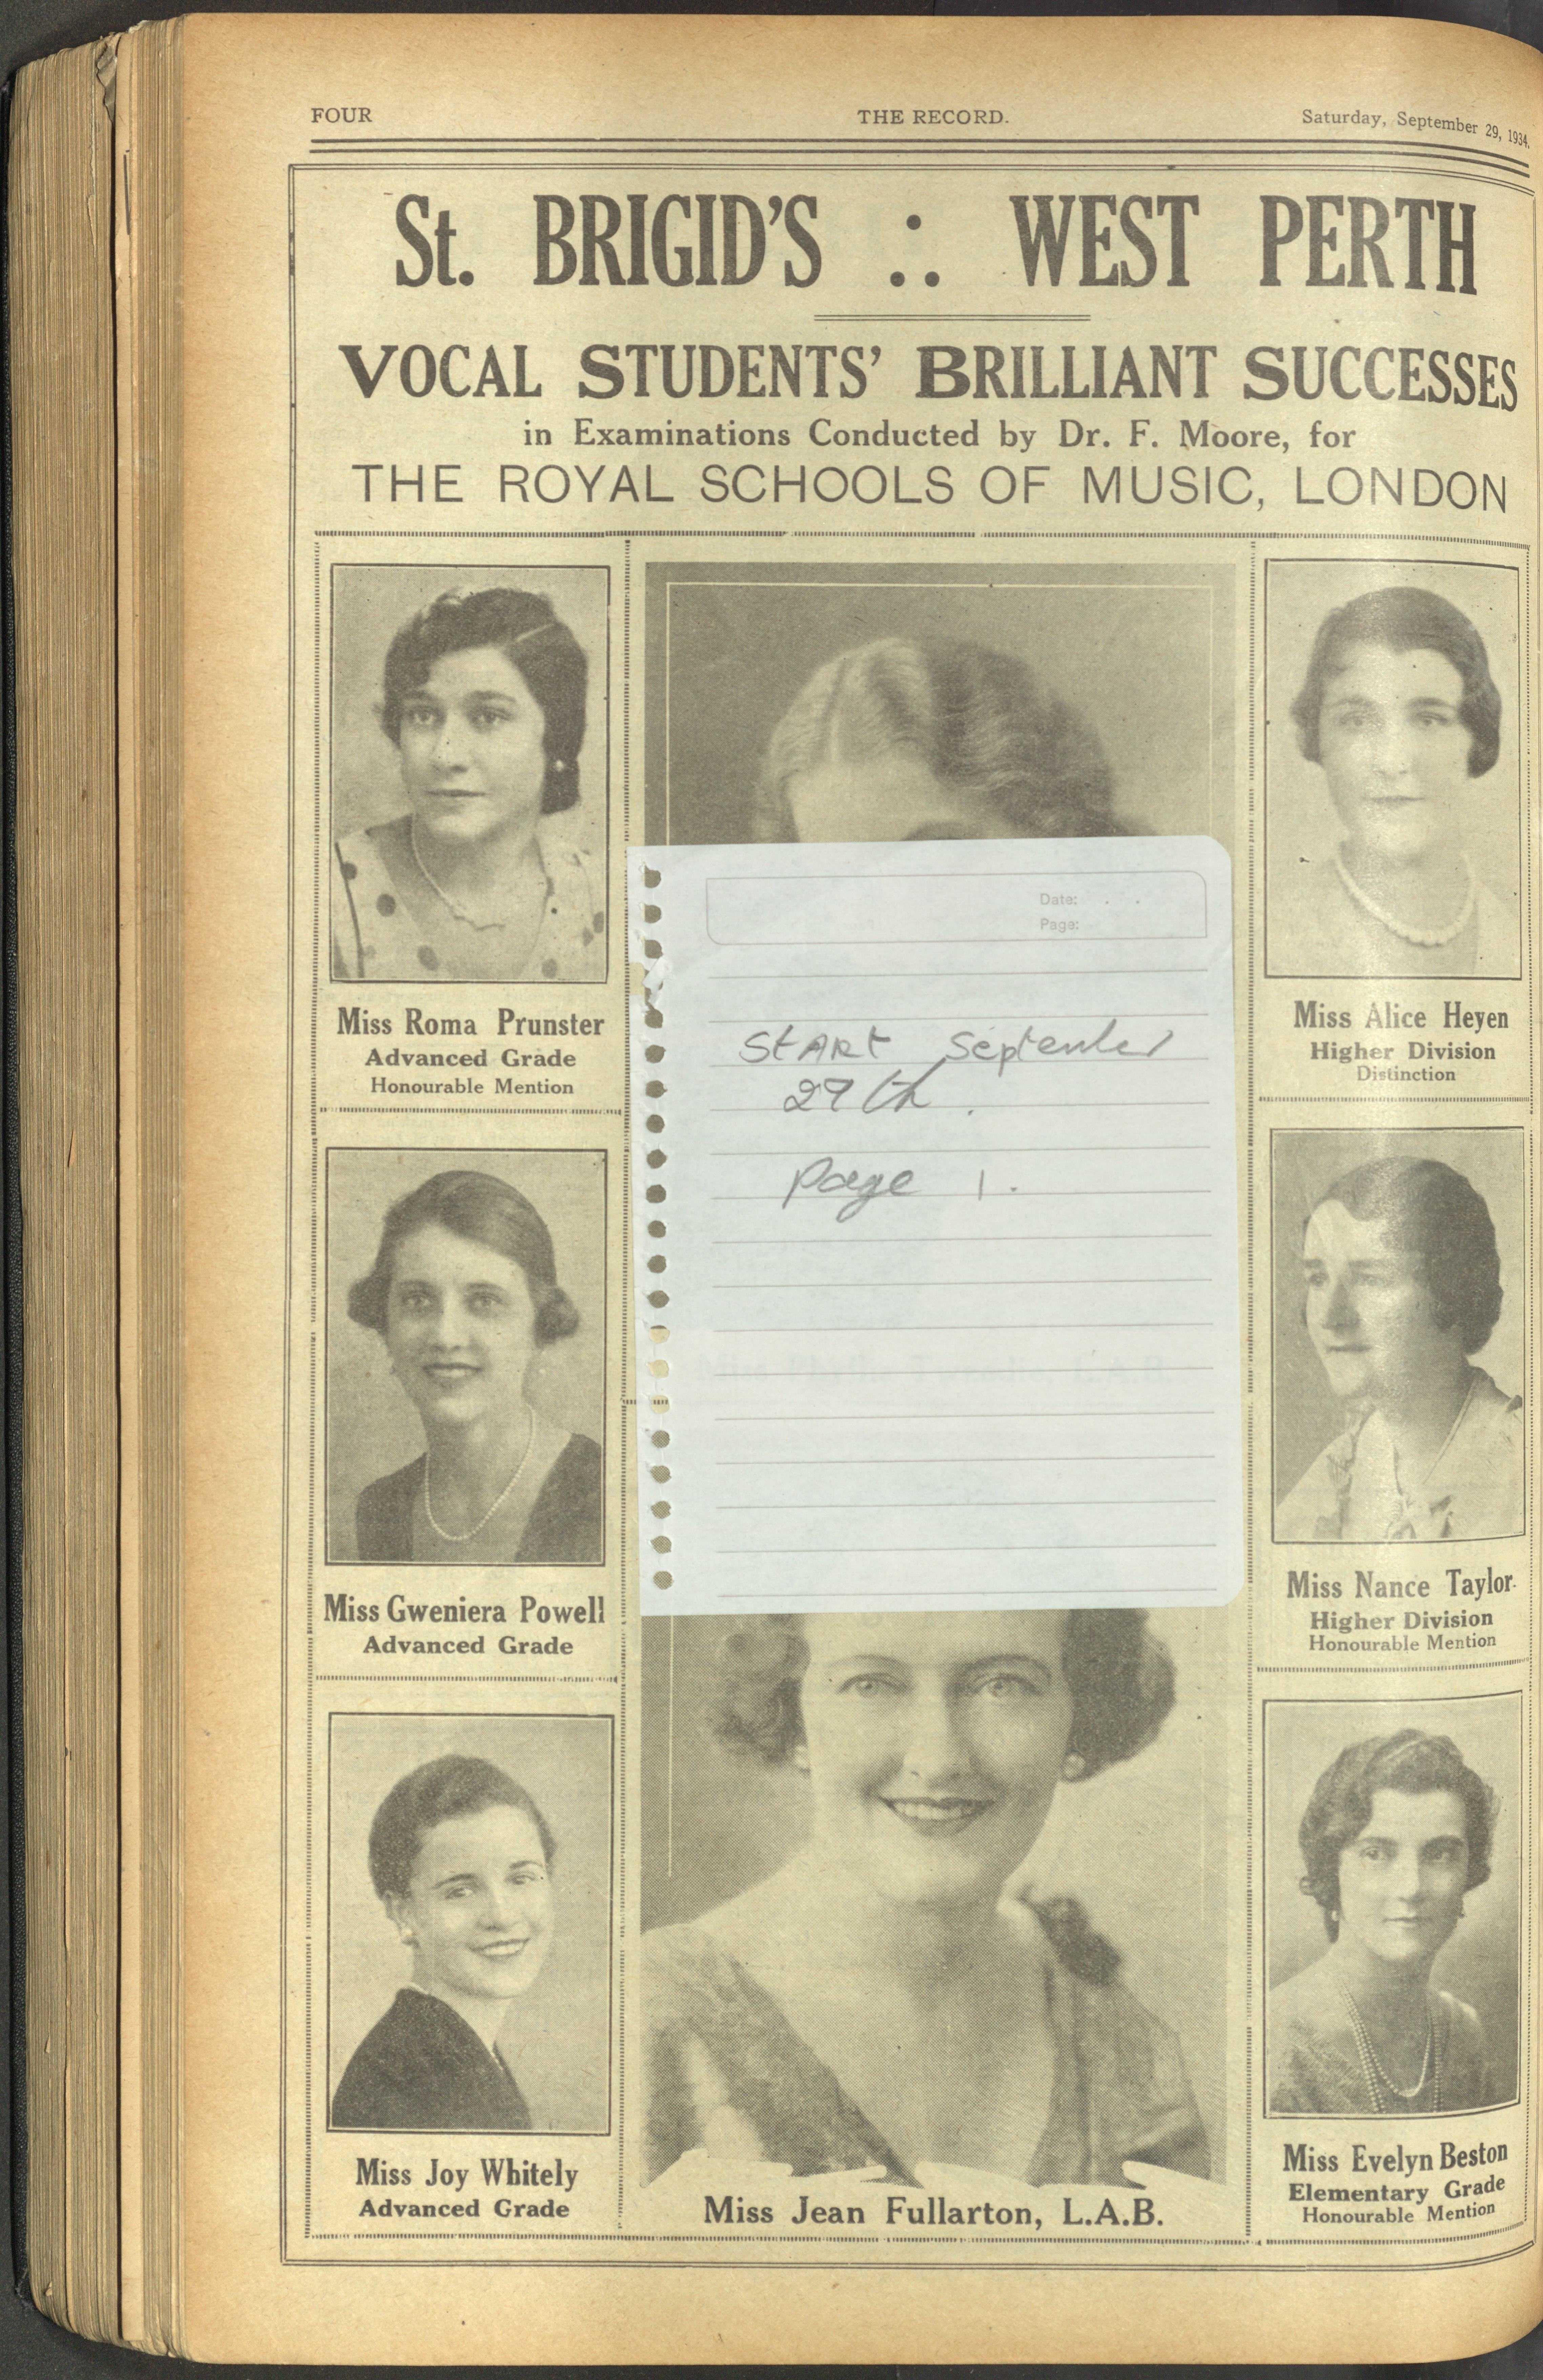 FOUR THE RECORD. Saturday, September 29, 1934.
St. BRIGID'S :. WEST PERTH
VOCAL STUDENTS' BRILLIANT SUCCESSES
in Examinations Conducted by Dr. F. Moore, for
THE ROYAL SCHOOLS OF MUSIC, LONDON
Miss Roma Prunster
Advanced Grade
Honourable Mention
Miss Gweniera Powell
Advanced Grade
Miss Joy Whitely
Advanced Grade
Date: . .
Page:
START September
29th.
Page 1.
L.A.B.
Miss Jean Fullarton, L.A.B.
Miss Alice Heyen
Higher Division
Distinction
Miss Nance Taylor
Higher Division
Honourable Mention
Miss Evelyn Beston
Elementary Grade
Honourable Mention